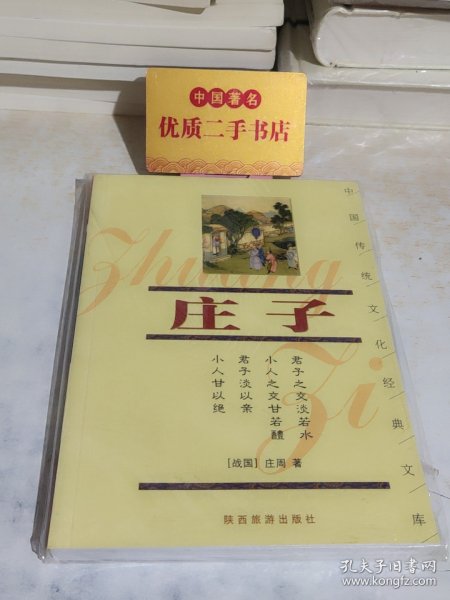 中国著名
优质二手书店
中国传统文化经典文库
Zhuang
Zi
庄子
君子之交淡若水
小人之交甘若醴
君子淡以亲
小人甘以绝
[战国] 庄周 著
陕西旅游出版社
孔夫子旧书网
www.kongfz.com